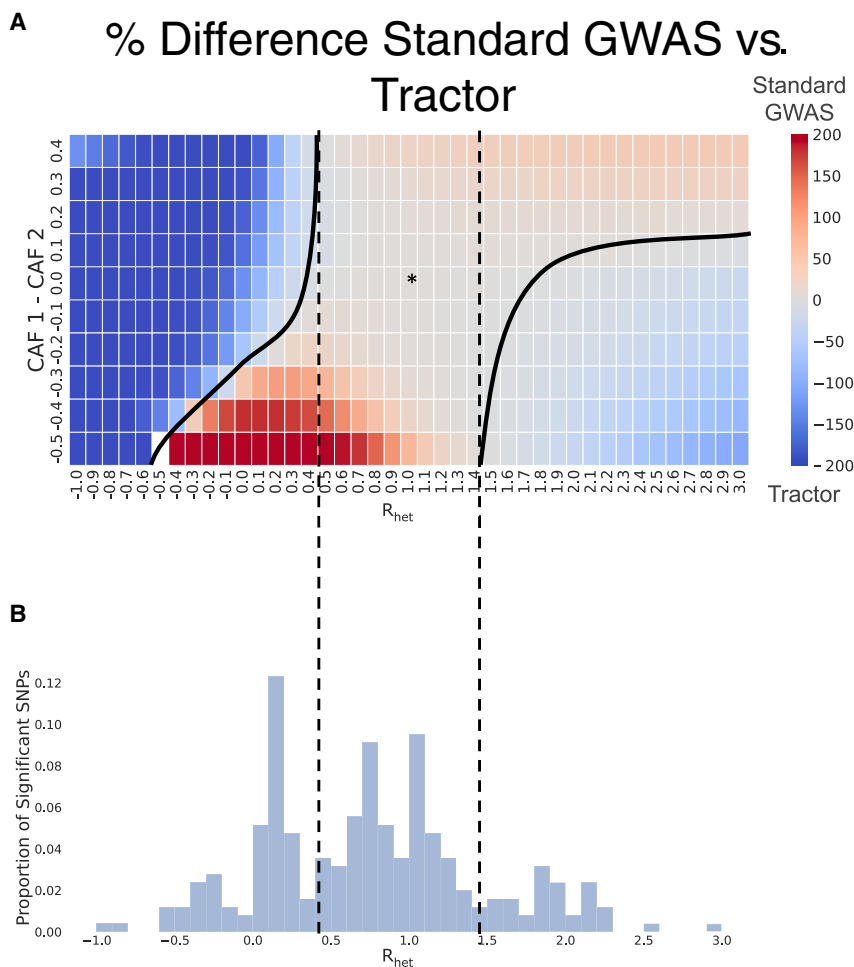 A
% Difference Standard GWAS vs.
Tractor
Standard
GWAS
CAF 1 - CAF 2
0.4
0.3
0.2
0.1
0.0
-0.1
-0.2
-0.3
-0.4
-0.5
*
200
150
100
50
0
−50
−100
−150
−200
Tractor
-1.0 -0.9 -0.8 -0.7 -0.6 -0.5 -0.4 -0.3 -0.2 -0.1 0.0 0.1 0.2 0.3 0.4 0.5 0.6 0.7 0.8 0.9 1.0 1.1 1.2 1.3 1.4 1.5 1.6 1.7 1.8 1.9 2.0 2.1 2.2 2.3 2.4 2.5 2.6 2.7 2.8 2.9 3.0
Rhet
B
Proportion of Significant SNPs
0.12
0.10
0.08
0.06
0.04
0.02
0.00
−1.0 −0.5 0.0 0.5 1.0 1.5 2.0 2.5 3.0
Rhet